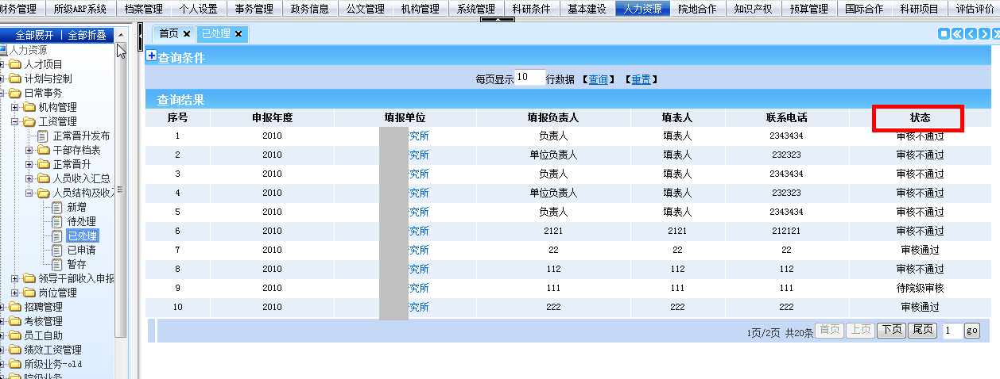 财务管理 所级ARP系统 档案管理 个人设置 事务管理 政务信息 公文管理 机构管理 系统管理 科研条件 基本建设 人力资源 院地合作 知识产权 预算管理 国际合作 科研项目 评估评价
全部展开 | 全部折叠
人力资源
人才项目
计划与控制
日常事务
机构管理
工资管理
正常晋升发布
干部存档表
正常晋升
人员收入汇总
人员结构及收入
新增
待处理
已处理
已申请
暂存
领导干部收入申报
岗位管理
招聘管理
考核管理
员工自助
绩效工资管理
所级业务-old
院级业务
首页 已处理
查询条件
每页显示 10 行数据 【查询】 【重置】
查询结果
序号 申报年度 填报单位 填报负责人 填表人 联系电话 状态
1 2010 究所 负责人 填表人 2343434 审核不通过
2 2010 究所 单位负责人 填表人 232323 审核不通过
3 2010 究所 负责人 填表人 2343434 审核不通过
4 2010 究所 单位负责人 填表人 232323 审核不通过
5 2010 究所 负责人 填表人 2343434 审核不通过
6 2010 究所 2121 2121 212121 审核不通过
7 2010 究所 22 22 22 审核通过
8 2010 究所 112 112 112 审核不通过
9 2010 究所 111 111 111 待院级审核
10 2010 究所 222 222 222 审核通过
1页/2页 共20条 首页 上页 下页 尾页 1 go